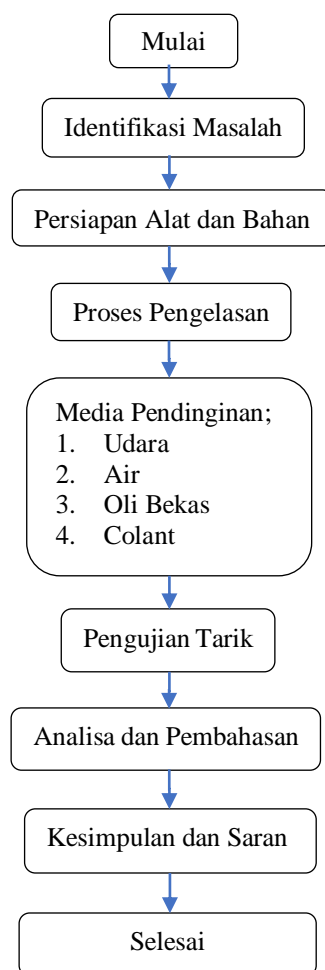 Mulai
Identifikasi Masalah
Persiapan Alat dan Bahan
Proses Pengelasan
Media Pendinginan;
1. Udara
2. Air
3. Oli Bekas
4. Colant
Pengujian Tarik
Analisa dan Pembahasan
Kesimpulan dan Saran
Selesai